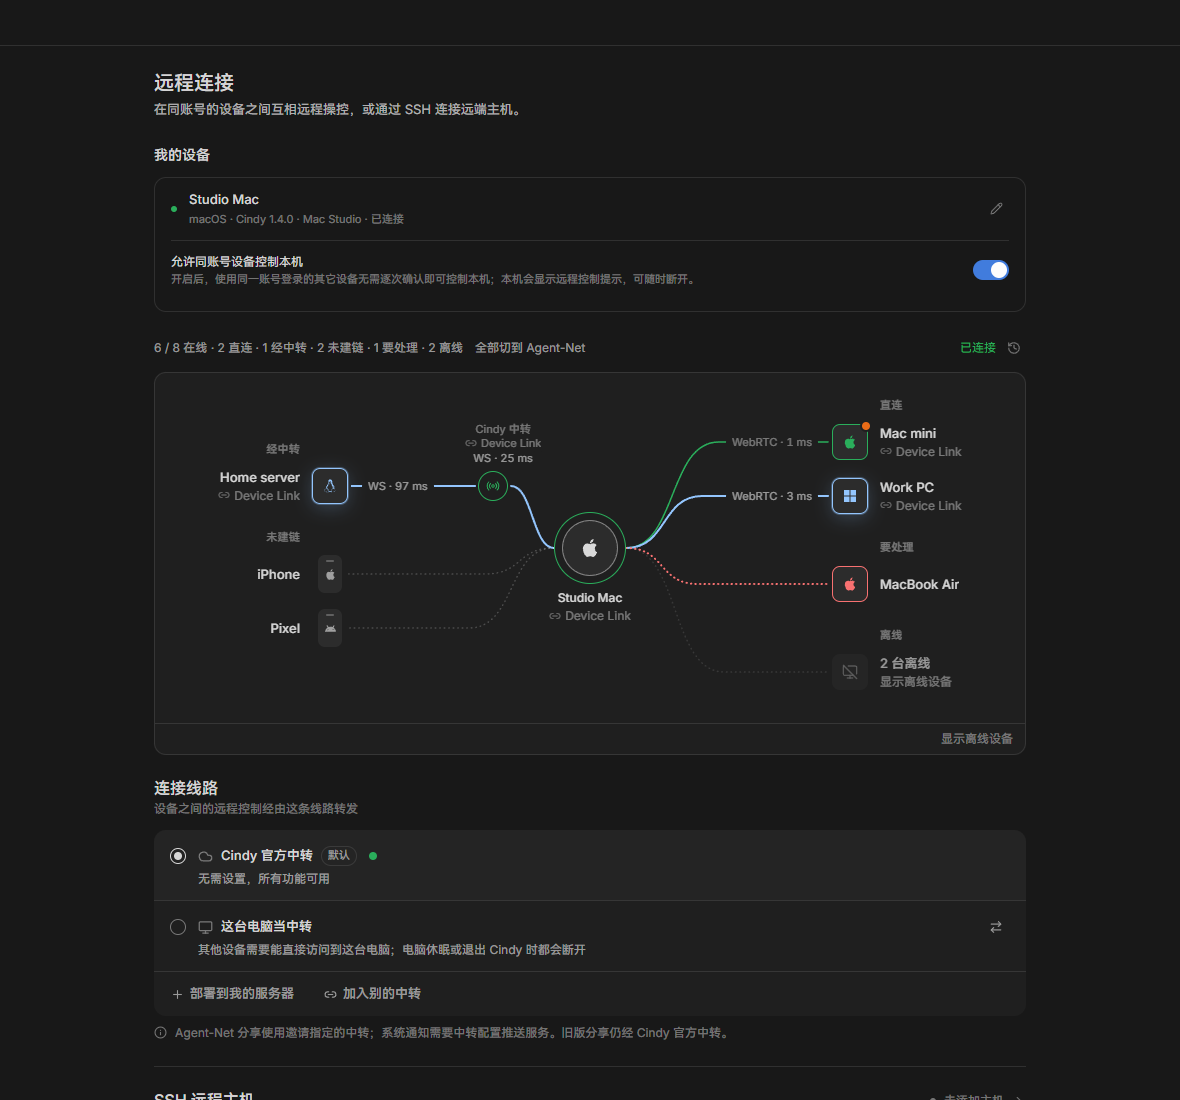 远程连接
在同账号的设备之间互相远程操控，或通过 SSH 连接远端主机。
我的设备
Studio Mac
macOS · Cindy 1.4.0 · Mac Studio · 已连接
允许同账号设备控制本机
开启后，使用同一账号登录的其它设备无需逐次确认即可控制本机；本机会显示远程控制提示，可随时断开。
6 / 8 在线 · 2 直连 · 1 经中转 · 2 未建链 · 1 要处理 · 2 离线 全部切到 Agent-Net
已连接
经中转
Home server
Device Link
WS · 97 ms
Cindy 中转
Device Link
WS · 25 ms
未建链
iPhone
Pixel
Studio Mac
Device Link
直连
WebRTC · 1 ms
Mac mini
Device Link
WebRTC · 3 ms
Work PC
Device Link
要处理
MacBook Air
离线
2 台离线
显示离线设备
显示离线设备
连接线路
设备之间的远程控制经由这条线路转发
Cindy 官方中转 默认
无需设置，所有功能可用
这台电脑当中转
其他设备需要能直接访问到这台电脑；电脑休眠或退出 Cindy 时都会断开
部署到我的服务器 加入别的中转
Agent-Net 分享使用邀请指定的中转；系统通知需要中转配置推送服务。旧版分享仍经 Cindy 官方中转。
SSH 远程主机
未添加主机